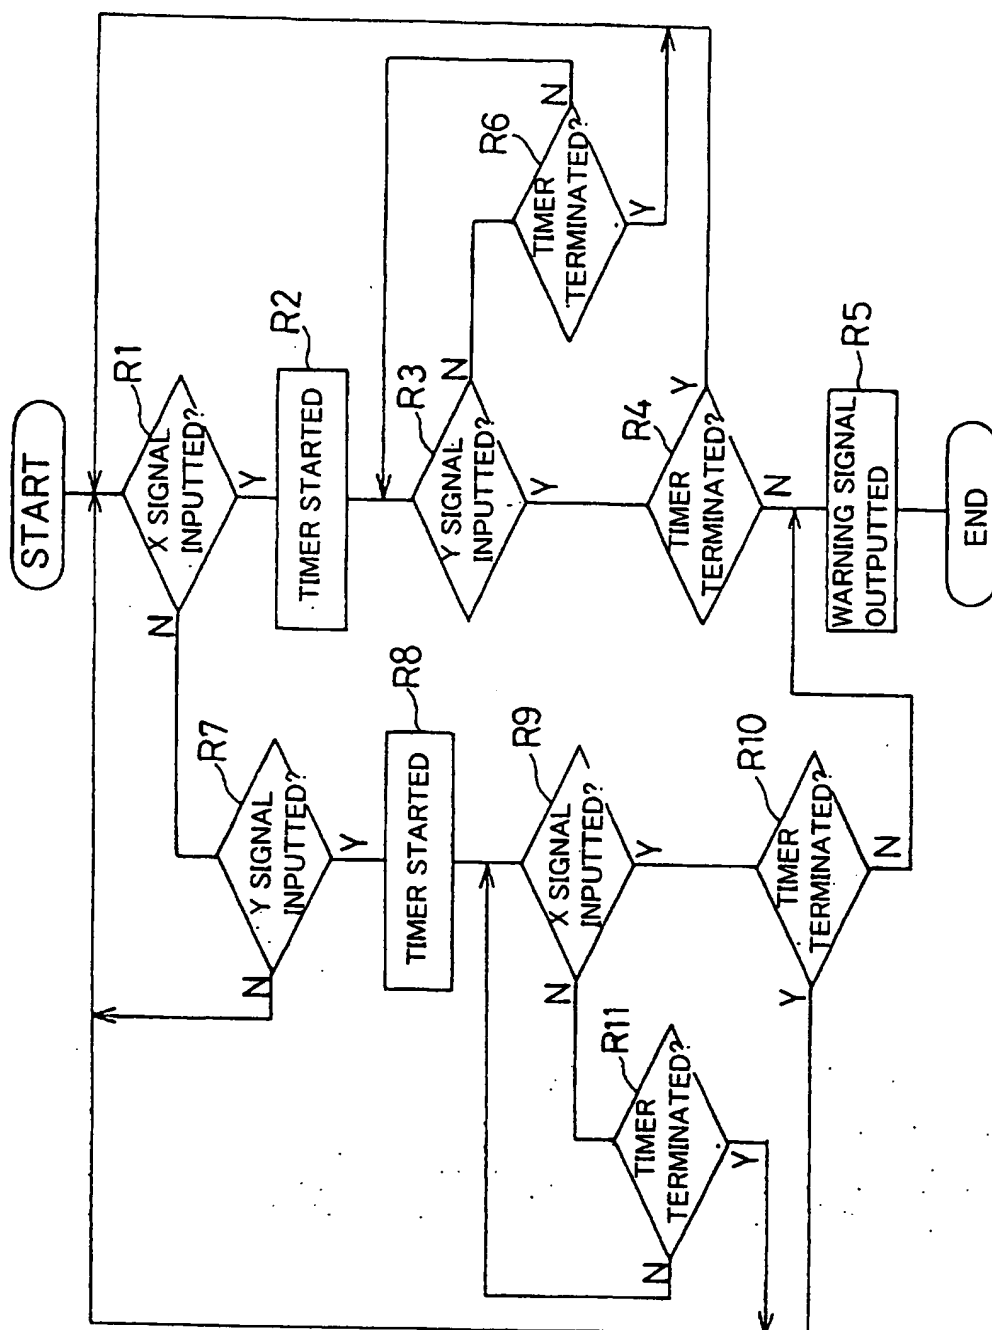 START
R1
X SIGNAL
INPUTTED?
N
Y
R2
TIMER STARTED
R3
Y SIGNAL
INPUTTED?
N
Y
R6
TIMER
TERMINATED?
N
Y
R4
TIMER
TERMINATED?
Y
N
R5
WARNING SIGNAL
OUTPUTTED
END
R7
Y SIGNAL
INPUTTED?
N
Y
R8
TIMER STARTED
R9
X SIGNAL
INPUTTED?
N
Y
R10
TIMER
TERMINATED?
Y
N
R11
TIMER
TERMINATED?
N
Y